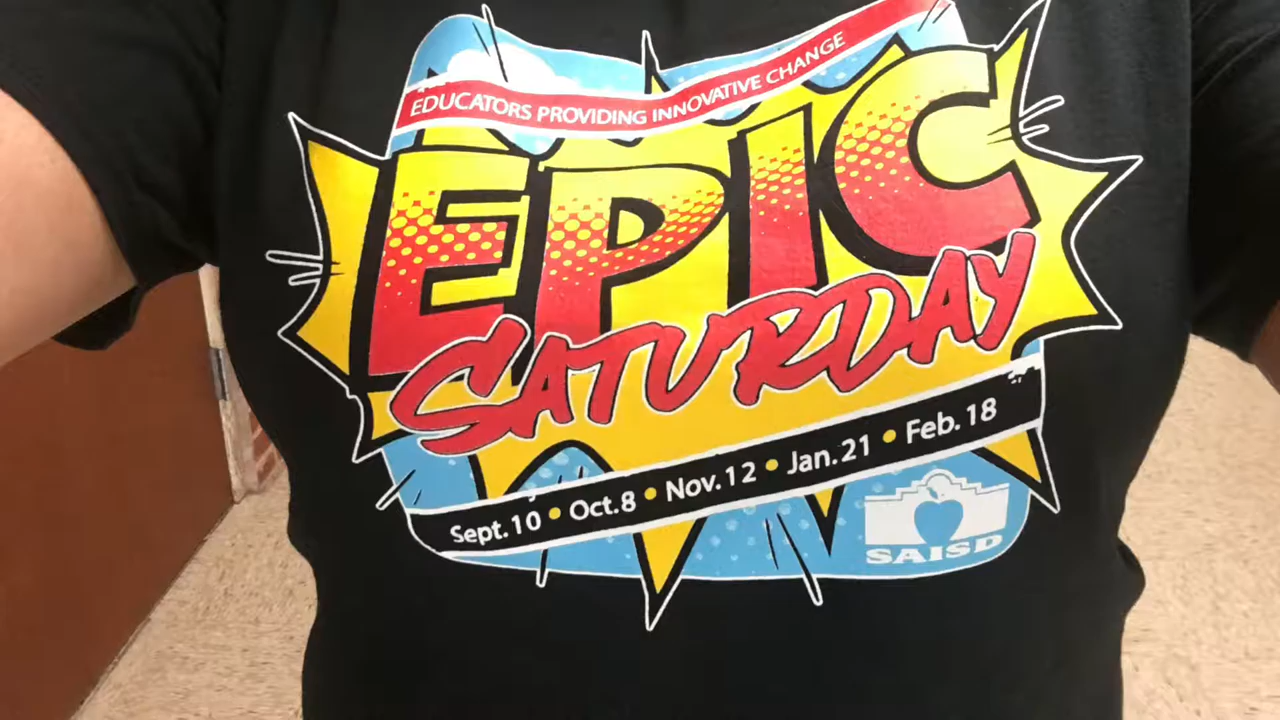 EDUCATORS PROVIDING INNOVATIVE CHANGE
EPIC
SATURDAY
Sept. 10 • Oct. 8 • Nov. 12 • Jan. 21 • Feb. 18
SAISD